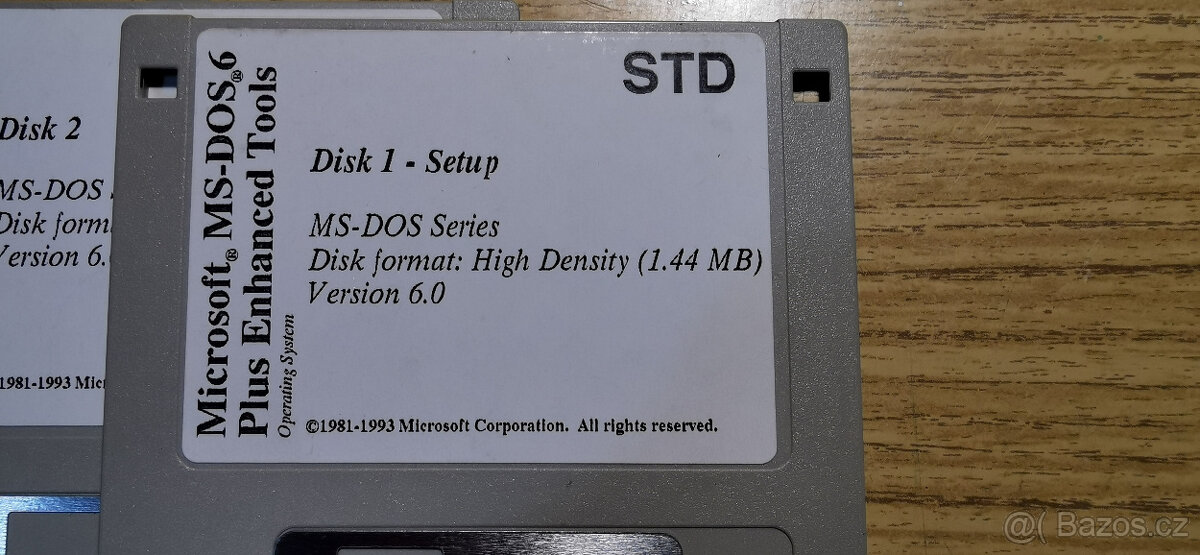 Disk 2
MS-DOS
Disk form
Version 6.
1981-1993 Mic
Microsoft® MS-DOS®6
Plus Enhanced Tools
Operating System
STD
Disk 1 - Setup
MS-DOS Series
Disk format: High Density (1.44 MB)
Version 6.0
©1981-1993 Microsoft Corporation. All rights reserved.
@( Bazos.cz